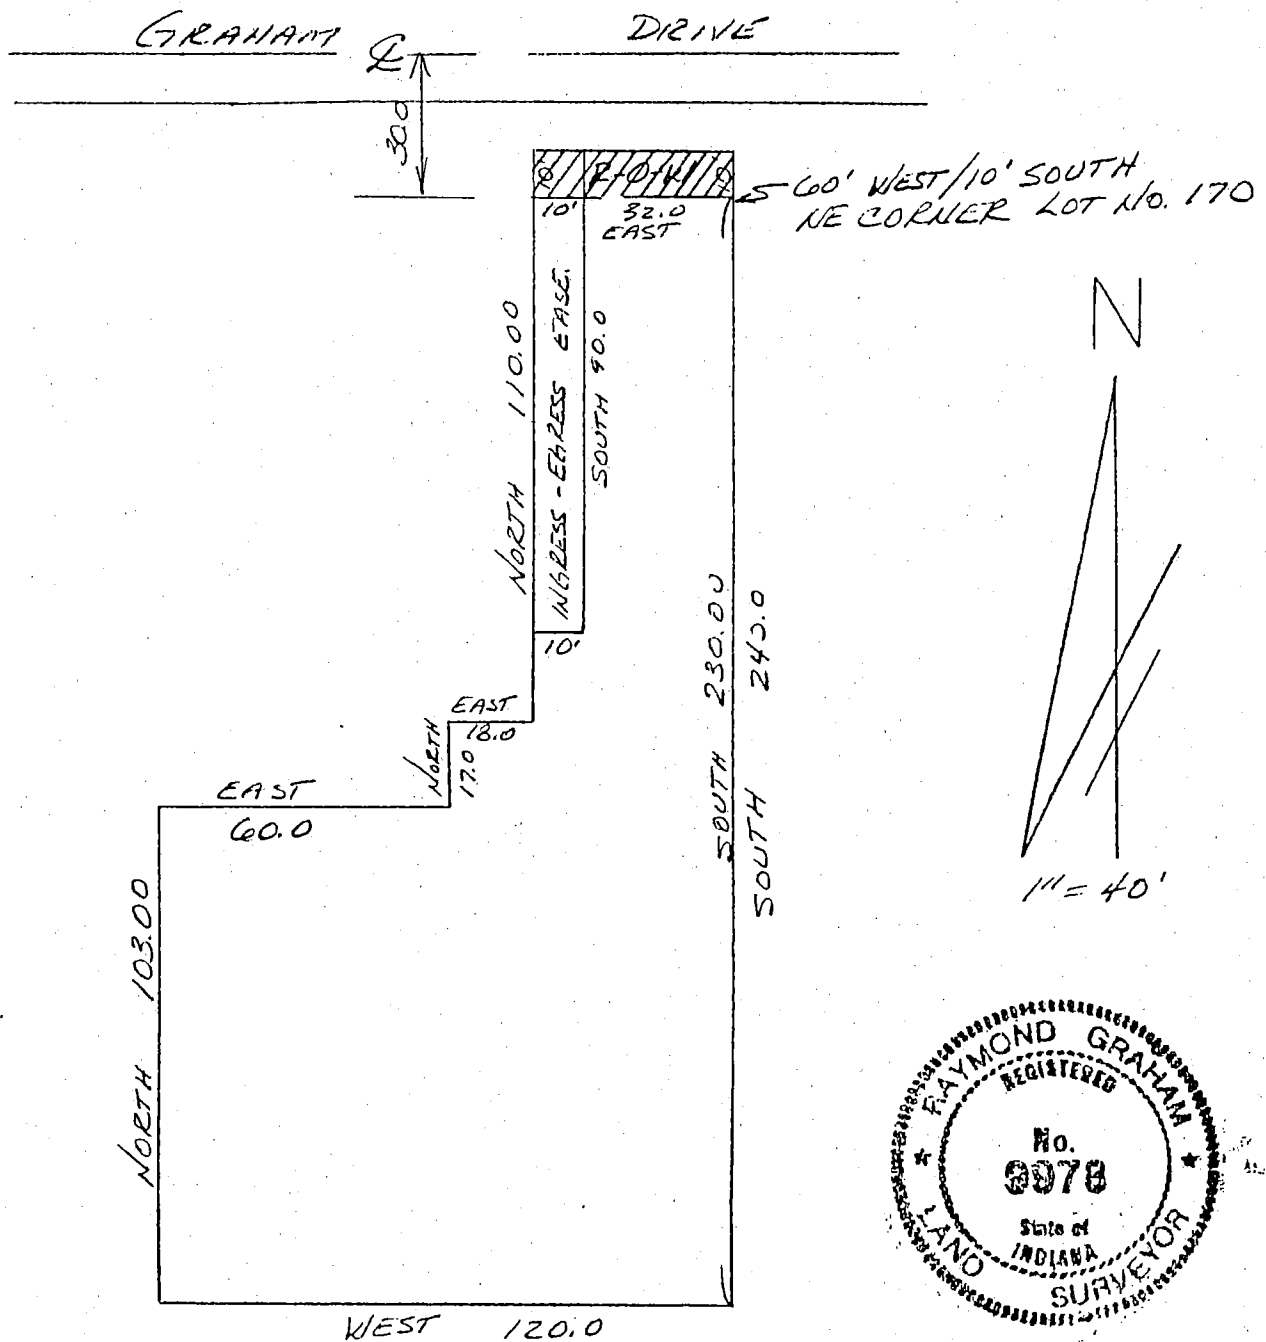 GRAHAM ℄ DRIVE
30.0
R-O-W
60' WEST/10' SOUTH
NE CORNER LOT NO. 170
10' 32.0
EAST
N
NORTH 110.00
INGRESS - EGRESS EASE.
SOUTH 90.0
10'
SOUTH 230.00
SOUTH 240.0
EAST
18.0
NORTH
17.0
EAST
60.0
1" = 40'
NORTH 103.00
WEST 120.0
RAYMOND GRAHAM
REGISTERED
No.
State of
INDIANA
LAND SURVEYOR